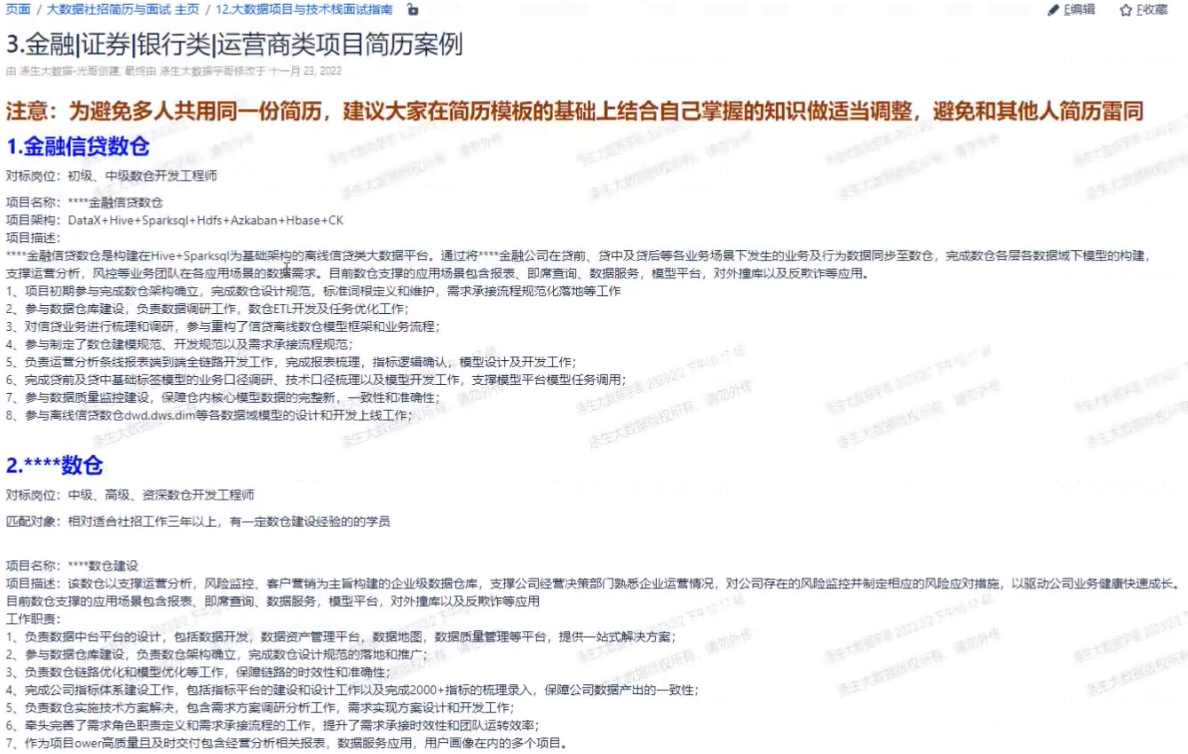 页面 / 大数据社招简历与面试 主页 / 12.大数据项目与技术栈面试指南
E编辑 E收藏
3.金融|证券|银行类|运营商类项目简历案例
由 涤生大数据-光哥创建, 最终由 涤生大数据宇哥修改于 十一月 23, 2022
注意：为避免多人共用同一份简历，建议大家在简历模板的基础上结合自己掌握的知识做适当调整，避免和其他人简历雷同
1.金融信贷数仓
对标岗位：初级、中级数仓开发工程师
项目名称：****金融信贷数仓
项目架构：DataX+Hive+Sparksql+Hdfs+Azkaban+Hbase+CK
项目描述：
****金融信贷数仓是构建在Hive+Sparksql为基础架构的离线信贷类大数据平台。通过将****金融公司在贷前、贷中及贷后等各业务场景下发生的业务及行为数据同步至数仓，完成数仓各层各数据域下模型的构建，
支撑运营分析，风控等业务团队在各应用场景的数据需求。目前数仓支撑的应用场景包含报表、即席查询、数据服务，模型平台，对外撞库以及反欺诈等应用。
1、项目初期参与完成数仓架构确立，完成数仓设计规范，标准词根定义和维护，需求承接流程规范化落地等工作
2、参与数据仓库建设，负责数据调研工作，数仓ETL开发及任务优化工作；
3、对信贷业务进行梳理和调研，参与重构了信贷离线数仓模型框架和业务流程；
4、参与制定了数仓建模规范、开发规范以及需求承接流程规范；
5、负责运营分析条线报表端到端全链路开发工作，完成报表梳理，指标逻辑确认，模型设计及开发工作；
6、完成贷前及贷中基础标签模型的业务口径调研、技术口径梳理以及模型开发工作，支撑模型平台模型任务调用；
7、参与数据质量监控建设，保障仓内核心模型数据的完整新，一致性和准确性；
8、参与离线信贷数仓dwd,dws.dim等各数据域模型的设计和开发上线工作；
2.****数仓
对标岗位：中级、高级、资深数仓开发工程师
匹配对象：相对适合社招工作三年以上，有一定数仓建设经验的的学员
项目名称：****数仓建设
项目描述：该数仓以支撑运营分析，风险监控、客户营销为主旨构建的企业级数据仓库，支撑公司经营决策部门熟悉企业运营情况，对公司存在的风险监控并制定相应的风险应对措施，以驱动公司业务健康快速成长。
目前数仓支撑的应用场景包含报表、即席查询、数据服务，模型平台，对外撞库以及反欺诈等应用
工作职责：
1、负责数据中台平台的设计，包括数据开发，数据资产管理平台，数据地图，数据质量管理等平台，提供一站式解决方案；
2、参与数据仓库建设，负责数仓架构确立，完成数仓设计规范的落地和推广；
3、负责数仓链路优化和模型优化等工作，保障链路的时效性和准确性；
4、完成公司指标体系建设工作，包括指标平台的建设和设计工作以及完成2000+指标的梳理录入，保障公司数据产出的一致性；
5、负责数仓实施技术方案解决，包含需求方案调研分析工作，需求实现方案设计和开发工作；
6、牵头完善了需求角色职责定义和需求承接流程的工作，提升了需求承接时效性和团队运转效率；
7、作为项目ower高质量且及时交付包含经营分析相关报表，数据服务应用，用户画像在内的多个项目。